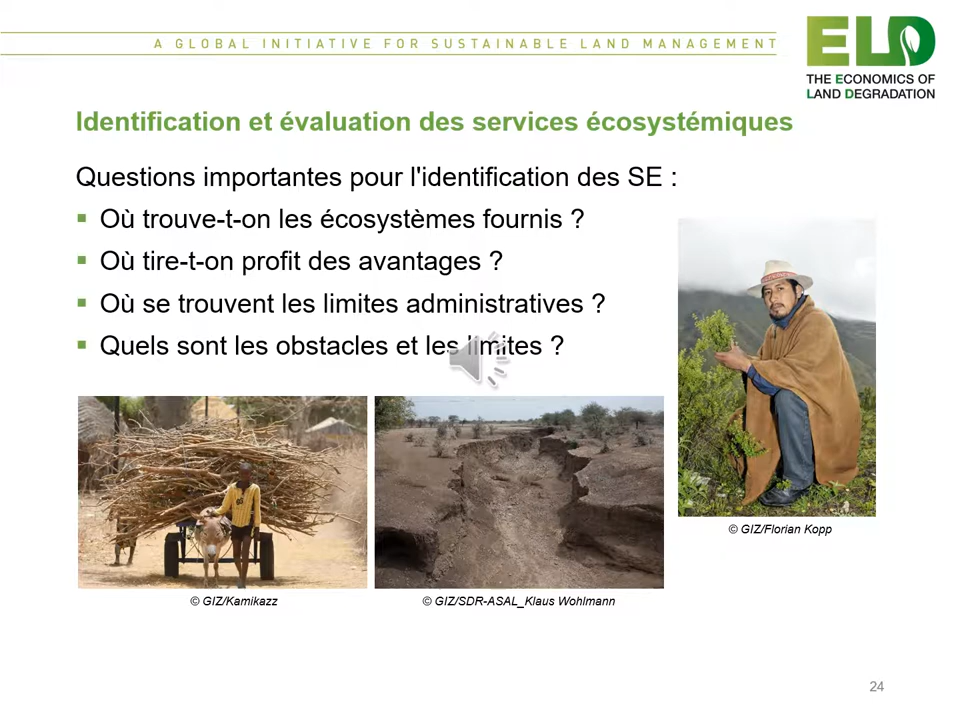 A GLOBAL INITIATIVE FOR SUSTAINABLE LAND MANAGEMENT
ELD
THE ECONOMICS OF
LAND DEGRADATION
Identification et évaluation des services écosystémiques
Questions importantes pour l'identification des SE :
▪ Où trouve-t-on les écosystèmes fournis ?
▪ Où tire-t-on profit des avantages ?
▪ Où se trouvent les limites administratives ?
▪ Quels sont les obstacles et les limites ?
© GIZ/Florian Kopp
© GIZ/Kamikazz
© GIZ/SDR-ASAL_Klaus Wohlmann
24